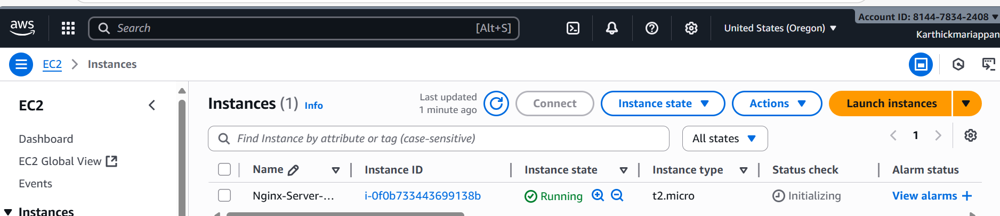 aws
Search [Alt+S]
United States (Oregon)
Account ID: 8144-7834-2408
Karthickmariappan
EC2 Instances
EC2
Dashboard
EC2 Global View
Events
Instances
Instances (1) Info
Last updated
1 minute ago
Connect
Instance state
Actions
Launch instances
Find Instance by attribute or tag (case-sensitive)
All states
1
Name Instance ID Instance state Instance type Status check Alarm status
Nginx-Server-... i-0f0b733443699138b Running t2.micro Initializing View alarms +